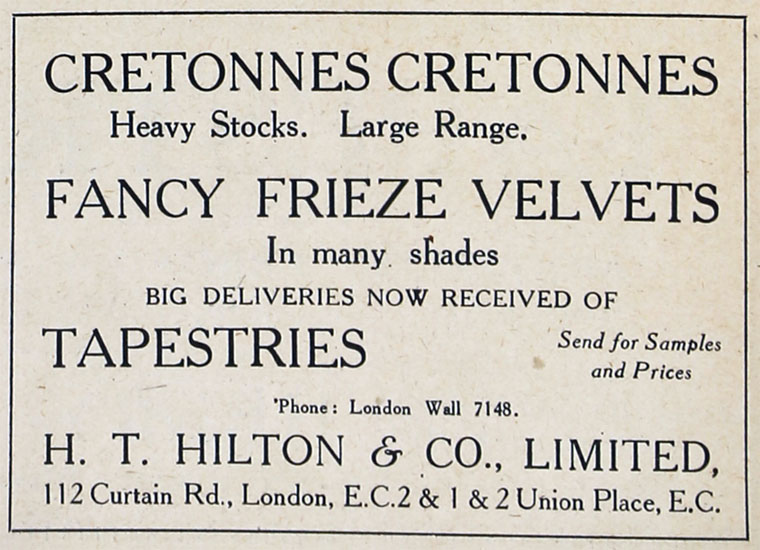 CRETONNES CRETONNES
Heavy Stocks. Large Range.
FANCY FRIEZE VELVETS
In many shades
BIG DELIVERIES NOW RECEIVED OF
TAPESTRIES
Send for Samples
and Prices
'Phone: London Wall 7148.
H. T. HILTON & CO., LIMITED,
112 Curtain Rd., London, E.C.2 & 1 & 2 Union Place, E.C.